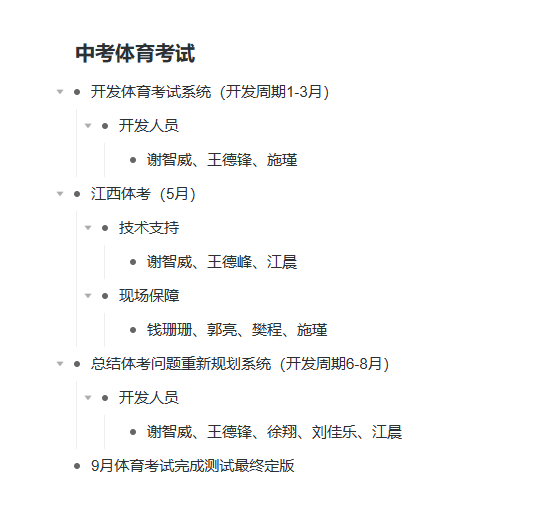 中考体育考试
开发体育考试系统（开发周期1-3月）
开发人员
谢智威、王德锋、施瑾
江西体考（5月）
技术支持
谢智威、王德峰、江晨
现场保障
钱珊珊、郭亮、樊程、施瑾
总结体考问题重新规划系统（开发周期6-8月）
开发人员
谢智威、王德锋、徐翔、刘佳乐、江晨
9月体育考试完成测试最终定版